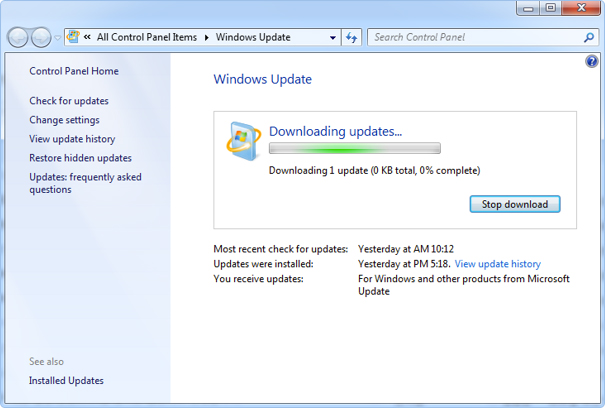 « All Control Panel Items Windows Update
Search Control Panel
Control Panel Home
Check for updates
Change settings
View update history
Restore hidden updates
Updates: frequently asked
questions
See also
Installed Updates
Windows Update
Downloading updates...
Downloading 1 update (0 KB total, 0% complete)
Stop download
Most recent check for updates: Yesterday at AM 10:12
Updates were installed: Yesterday at PM 5:18. View update history
You receive updates: For Windows and other products from Microsoft
Update